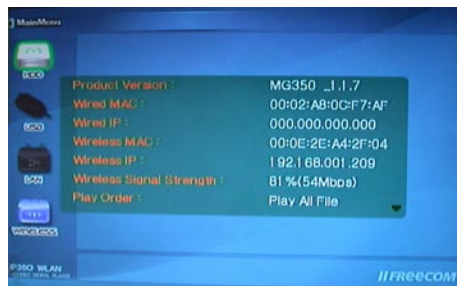 MainMenu
HDD
Product Version : MG350 _1.1.7
Wired MAC : 00:02:A8:0C:F7:AF
USB
Wired IP : 000.000.000.000
Wireless MAC : 00:0E:2E:A4:2F:04
Wireless IP : 192.168.001.209
LAN
Wireless Signal Strength : 81%(54Mbps)
Play Order : Play All File
WIRELESS
P350 WLAN
FREECOM